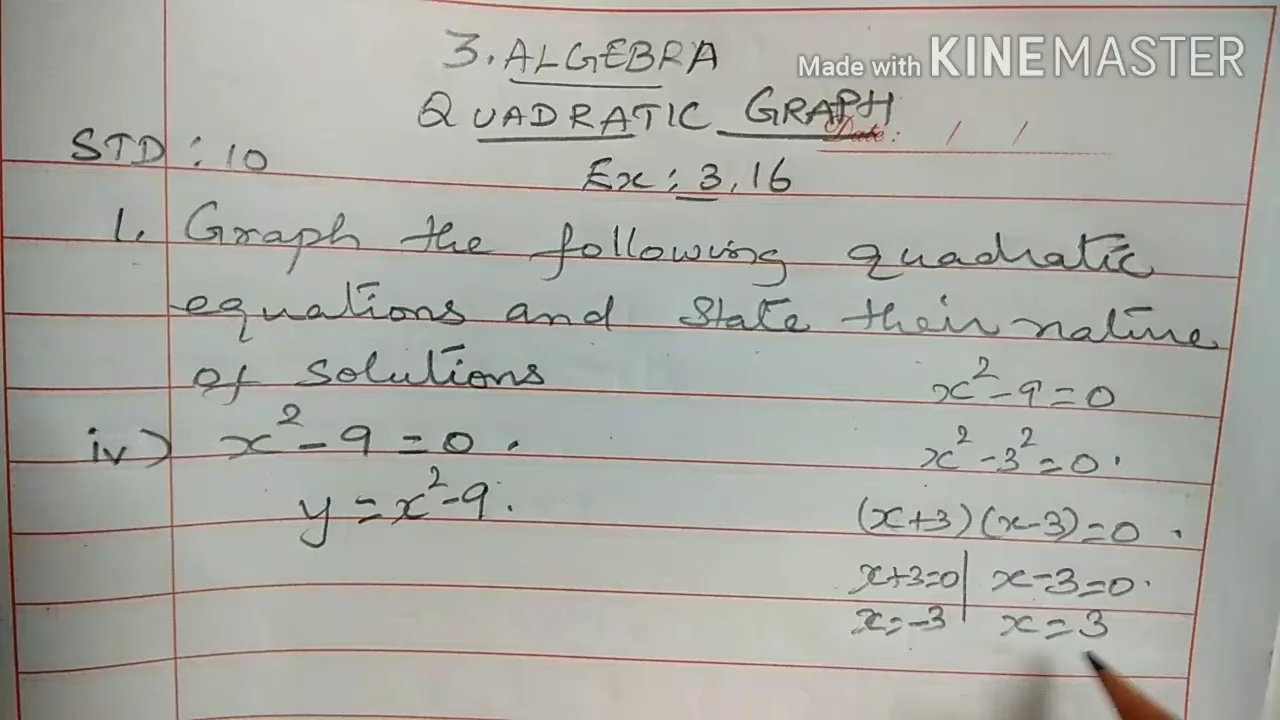 3. ALGEBRA
Made with KINEMASTER
QUADRATIC GRAPH
Date: / /
STD : 10
Ex : 3.16
1. Graph the following quadratic
equations and state their nature
of solutions
iv) x² - 9 = 0.
y = x² - 9.
x² - 9 = 0
x² - 3² = 0.
(x+3)(x-3) = 0.
x+3=0 | x-3=0.
x=-3 | x=3